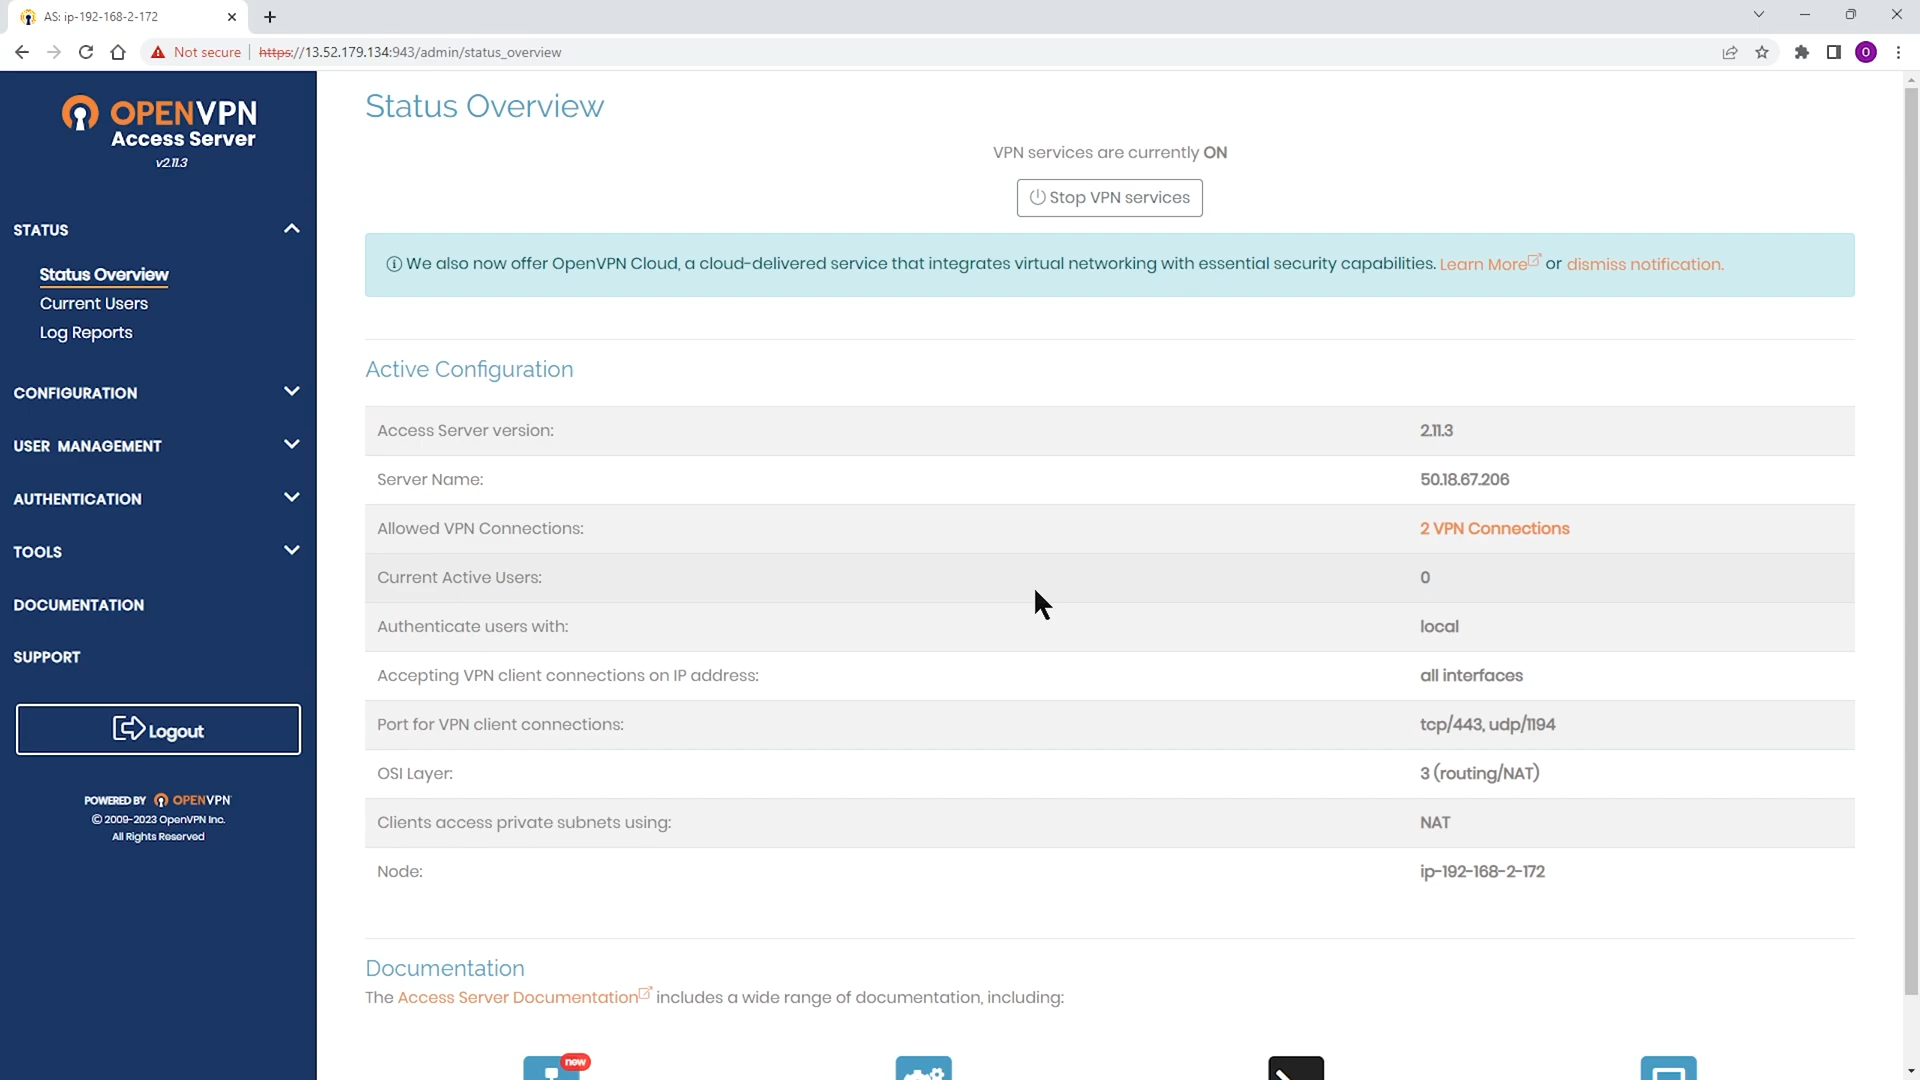 AS: ip-192-168-2-172
Not secure
https://13.52.179.134:943/admin/status_overview
O
OPENVPN
Access Server
v2.11.3
STATUS
Status Overview
Current Users
Log Reports
CONFIGURATION
USER MANAGEMENT
AUTHENTICATION
TOOLS
DOCUMENTATION
SUPPORT
Logout
POWERED BY OPENVPN
© 2009-2023 OpenVPN Inc.
All Rights Reserved
Status Overview
VPN services are currently ON
Stop VPN services
We also now offer OpenVPN Cloud, a cloud-delivered service that integrates virtual networking with essential security capabilities. Learn More or dismiss notification.
Active Configuration
Access Server version: 2.11.3
Server Name: 50.18.67.206
Allowed VPN Connections: 2 VPN Connections
Current Active Users: 0
Authenticate users with: local
Accepting VPN client connections on IP address: all interfaces
Port for VPN client connections: tcp/443, udp/1194
OSI Layer: 3 (routing/NAT)
Clients access private subnets using: NAT
Node: ip-192-168-2-172
Documentation
The Access Server Documentation includes a wide range of documentation, including:
new